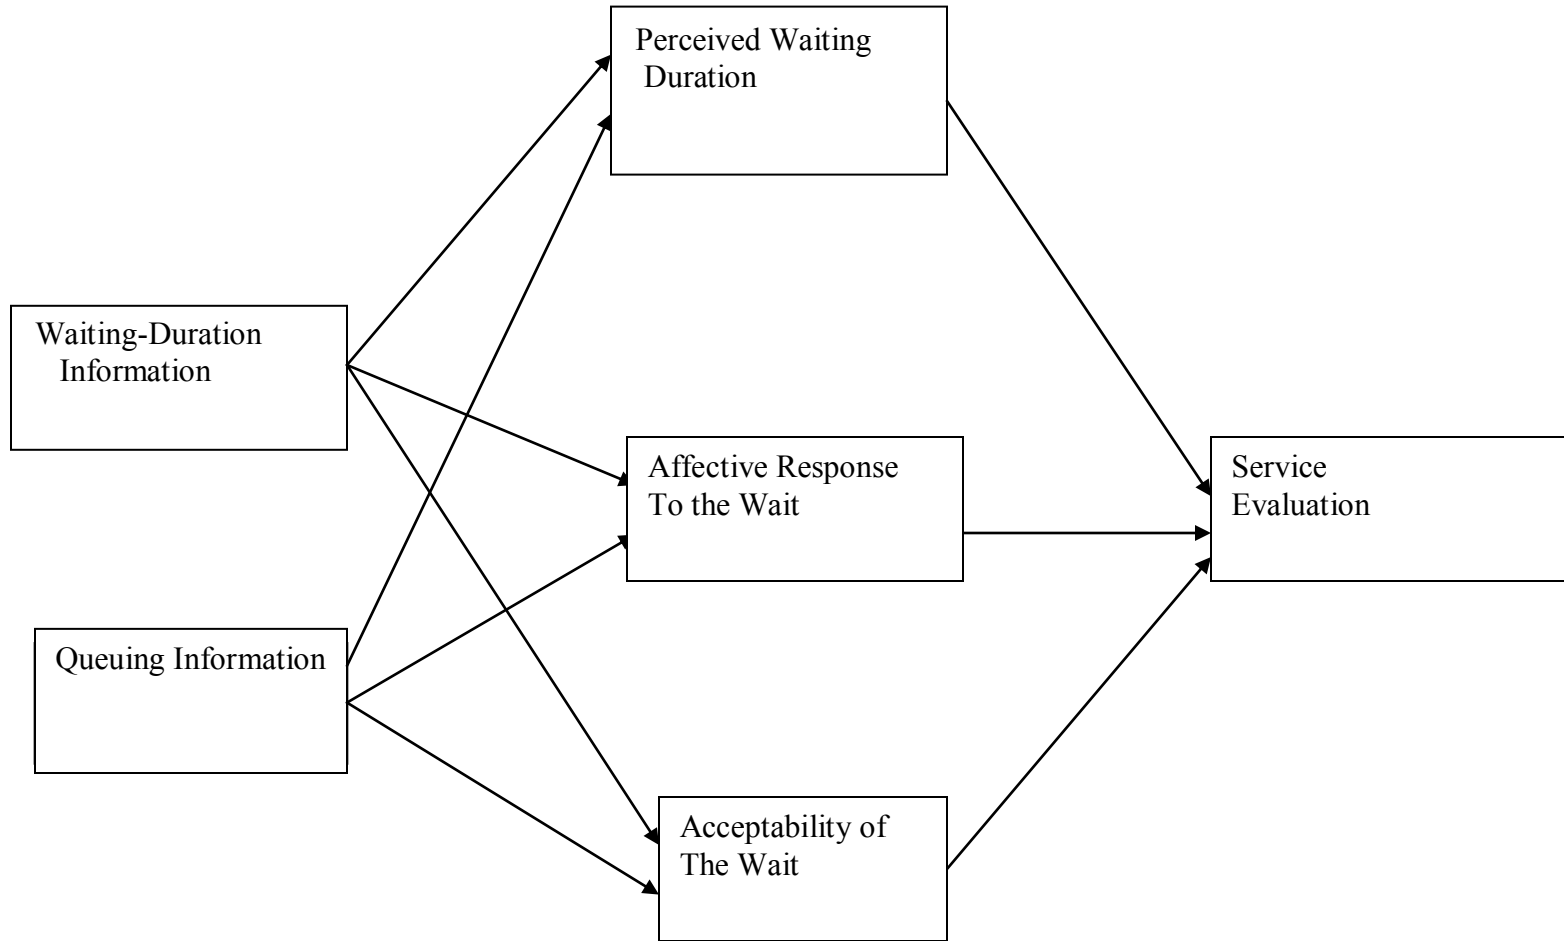 Perceived Waiting
Duration
Waiting-Duration
Information
Affective Response
To the Wait
Service
Evaluation
Queuing Information
Acceptability of
The Wait